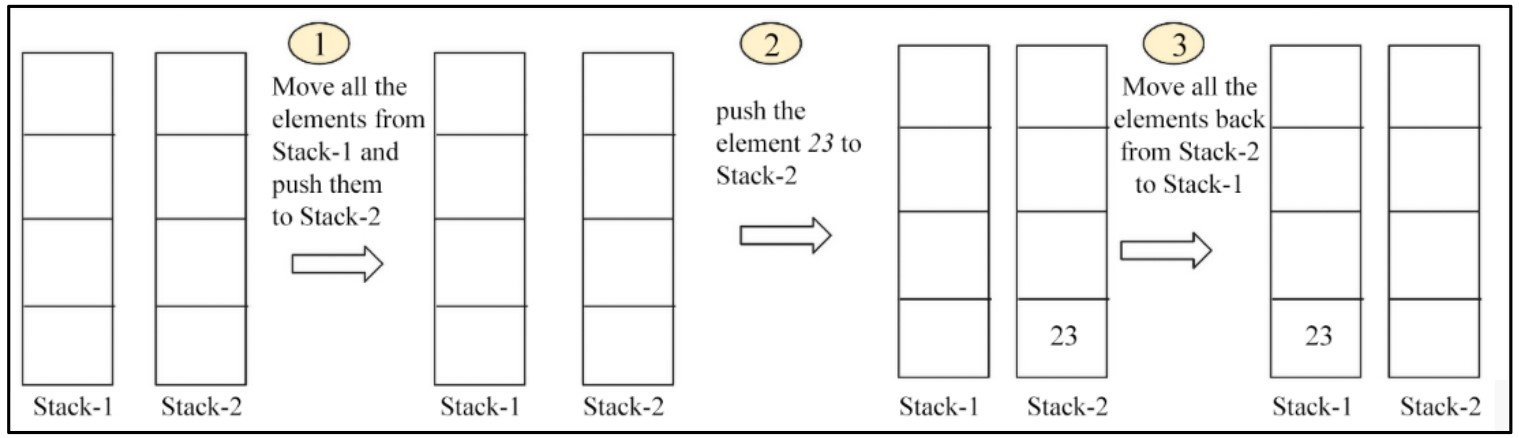 1
Move all the
elements from
Stack-1 and
push them
to Stack-2
2
push the
element 23 to
Stack-2
3
Move all the
elements back
from Stack-2
to Stack-1
23
23
Stack-1
Stack-2
Stack-1
Stack-2
Stack-1
Stack-2
Stack-1
Stack-2